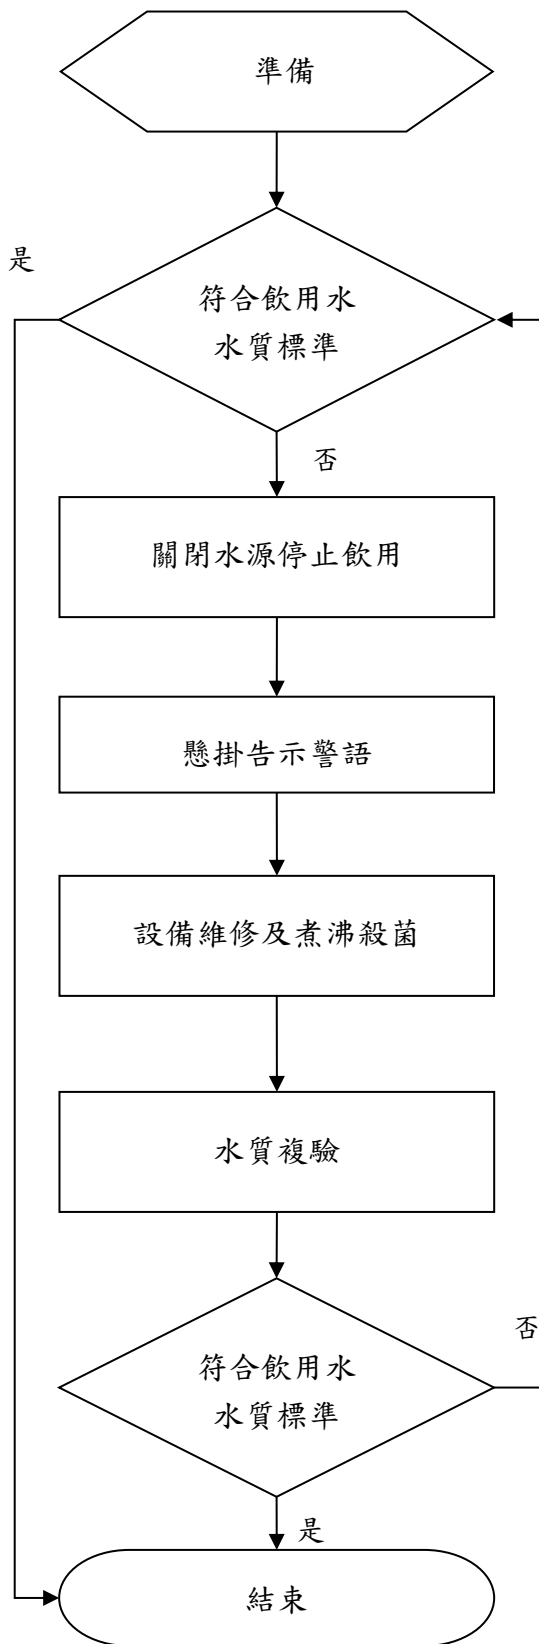 準備
是
符合飲用水
水質標準
否
關閉水源停止飲用
懸掛告示警語
設備維修及煮沸殺菌
水質複驗
否
符合飲用水
水質標準
是
結束